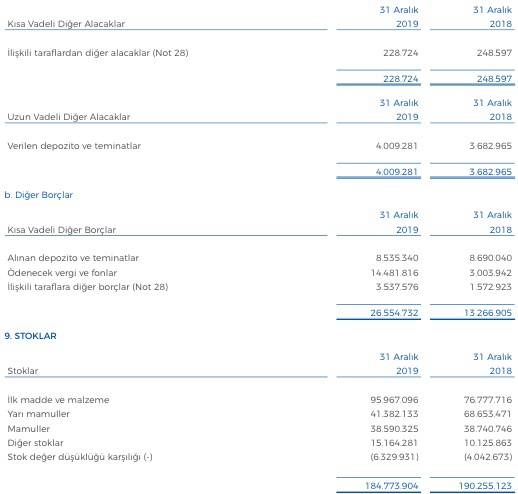 31 Aralık 31 Aralık
Kısa Vadeli Diğer Alacaklar 2019 2018
İlişkili taraflardan diğer alacaklar (Not 28) 228.724 248.597
228.724 248.597
31 Aralık 31 Aralık
Uzun Vadeli Diğer Alacaklar 2019 2018
Verilen depozito ve teminatlar 4.009.281 3.682.965
4.009.281 3.682.965
b. Diğer Borçlar
31 Aralık 31 Aralık
Kısa Vadeli Diğer Borçlar 2019 2018
Alınan depozito ve teminatlar 8.535.340 8.690.040
Ödenecek vergi ve fonlar 14.481.816 3.003.942
İlişkili taraflara diğer borçlar (Not 28) 3.537.576 1.572.923
26.554.732 13.266.905
9. STOKLAR
31 Aralık 31 Aralık
Stoklar 2019 2018
İlk madde ve malzeme 95.967.096 76.777.716
Yarı mamuller 41.382.133 68.653.471
Mamuller 38.590.325 38.740.746
Diğer stoklar 15.164.281 10.125.863
Stok değer düşüklüğü karşılığı (-) (6.329.931) (4.042.673)
184.773.904 190.255.123